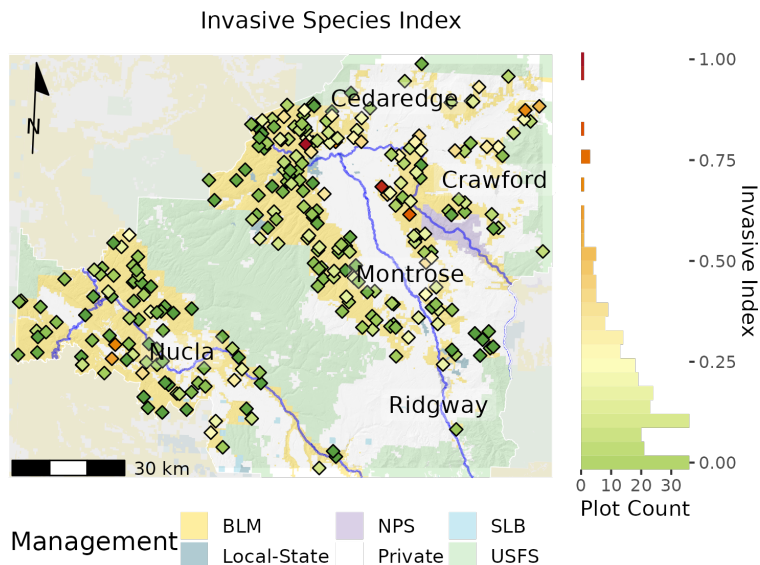 Invasive Species Index
N
Cedaredge
Crawford
Montrose
Nucla
Ridgway
30 km
1.00
0.75
0.50
0.25
0.00
Invasive Index
0 10 20 30
Plot Count
Management
BLM NPS SLB
Local-State Private USFS